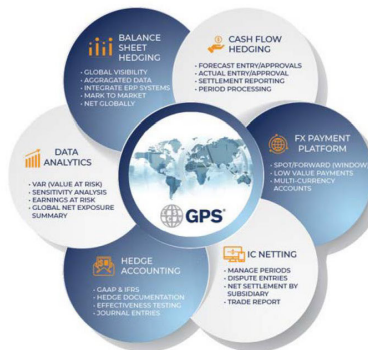 BALANCE
SHEET
HEDGING
• GLOBAL VISIBILITY
• AGGRAGATED DATA
• INTEGRATE ERP SYSTEMS
• MARK TO MARKET
• NET GLOBALLY
CASH FLOW
HEDGING
• FORECAST ENTRY/APPROVALS
• ACTUAL ENTRY/APPROVAL
• SETTLEMENT REPORTING
• PERIOD PROCESSING
DATA
ANALYTICS
• VAR (VALUE AT RISK)
• SENSITIVITY ANALYSIS
• EARNINGS AT RISK
• GLOBAL NET EXPOSURE
SUMMARY
GPS®
FX PAYMENT
PLATFORM
• SPOT/FORWARD (WINDOW)
• LOW VALUE PAYMENTS
• MULTI-CURRENCY
ACCOUNTS
HEDGE
ACCOUNTING
• GAAP & IFRS
• HEDGE DOCUMENTATION
• EFFECTIVENESS TESTING
• JOURNAL ENTRIES
IC NETTING
• MANAGE PERIODS
• DISPUTE ENTRIES
• NET SETTLEMENT BY
SUBSIDIARY
• TRADE REPORT